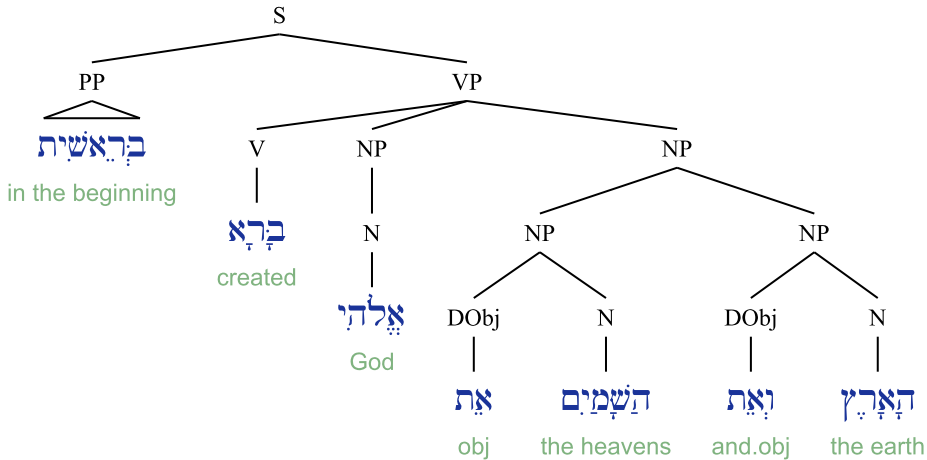 S
PP VP
בְּרֵאשִׁית V NP NP
in the beginning
בָּרָא N NP NP
created
אֱלֹהִי DObj N DObj N
God
אֵת הַשָּׁמַיִם וְאֵת הָאָרֶץ
obj the heavens and.obj the earth